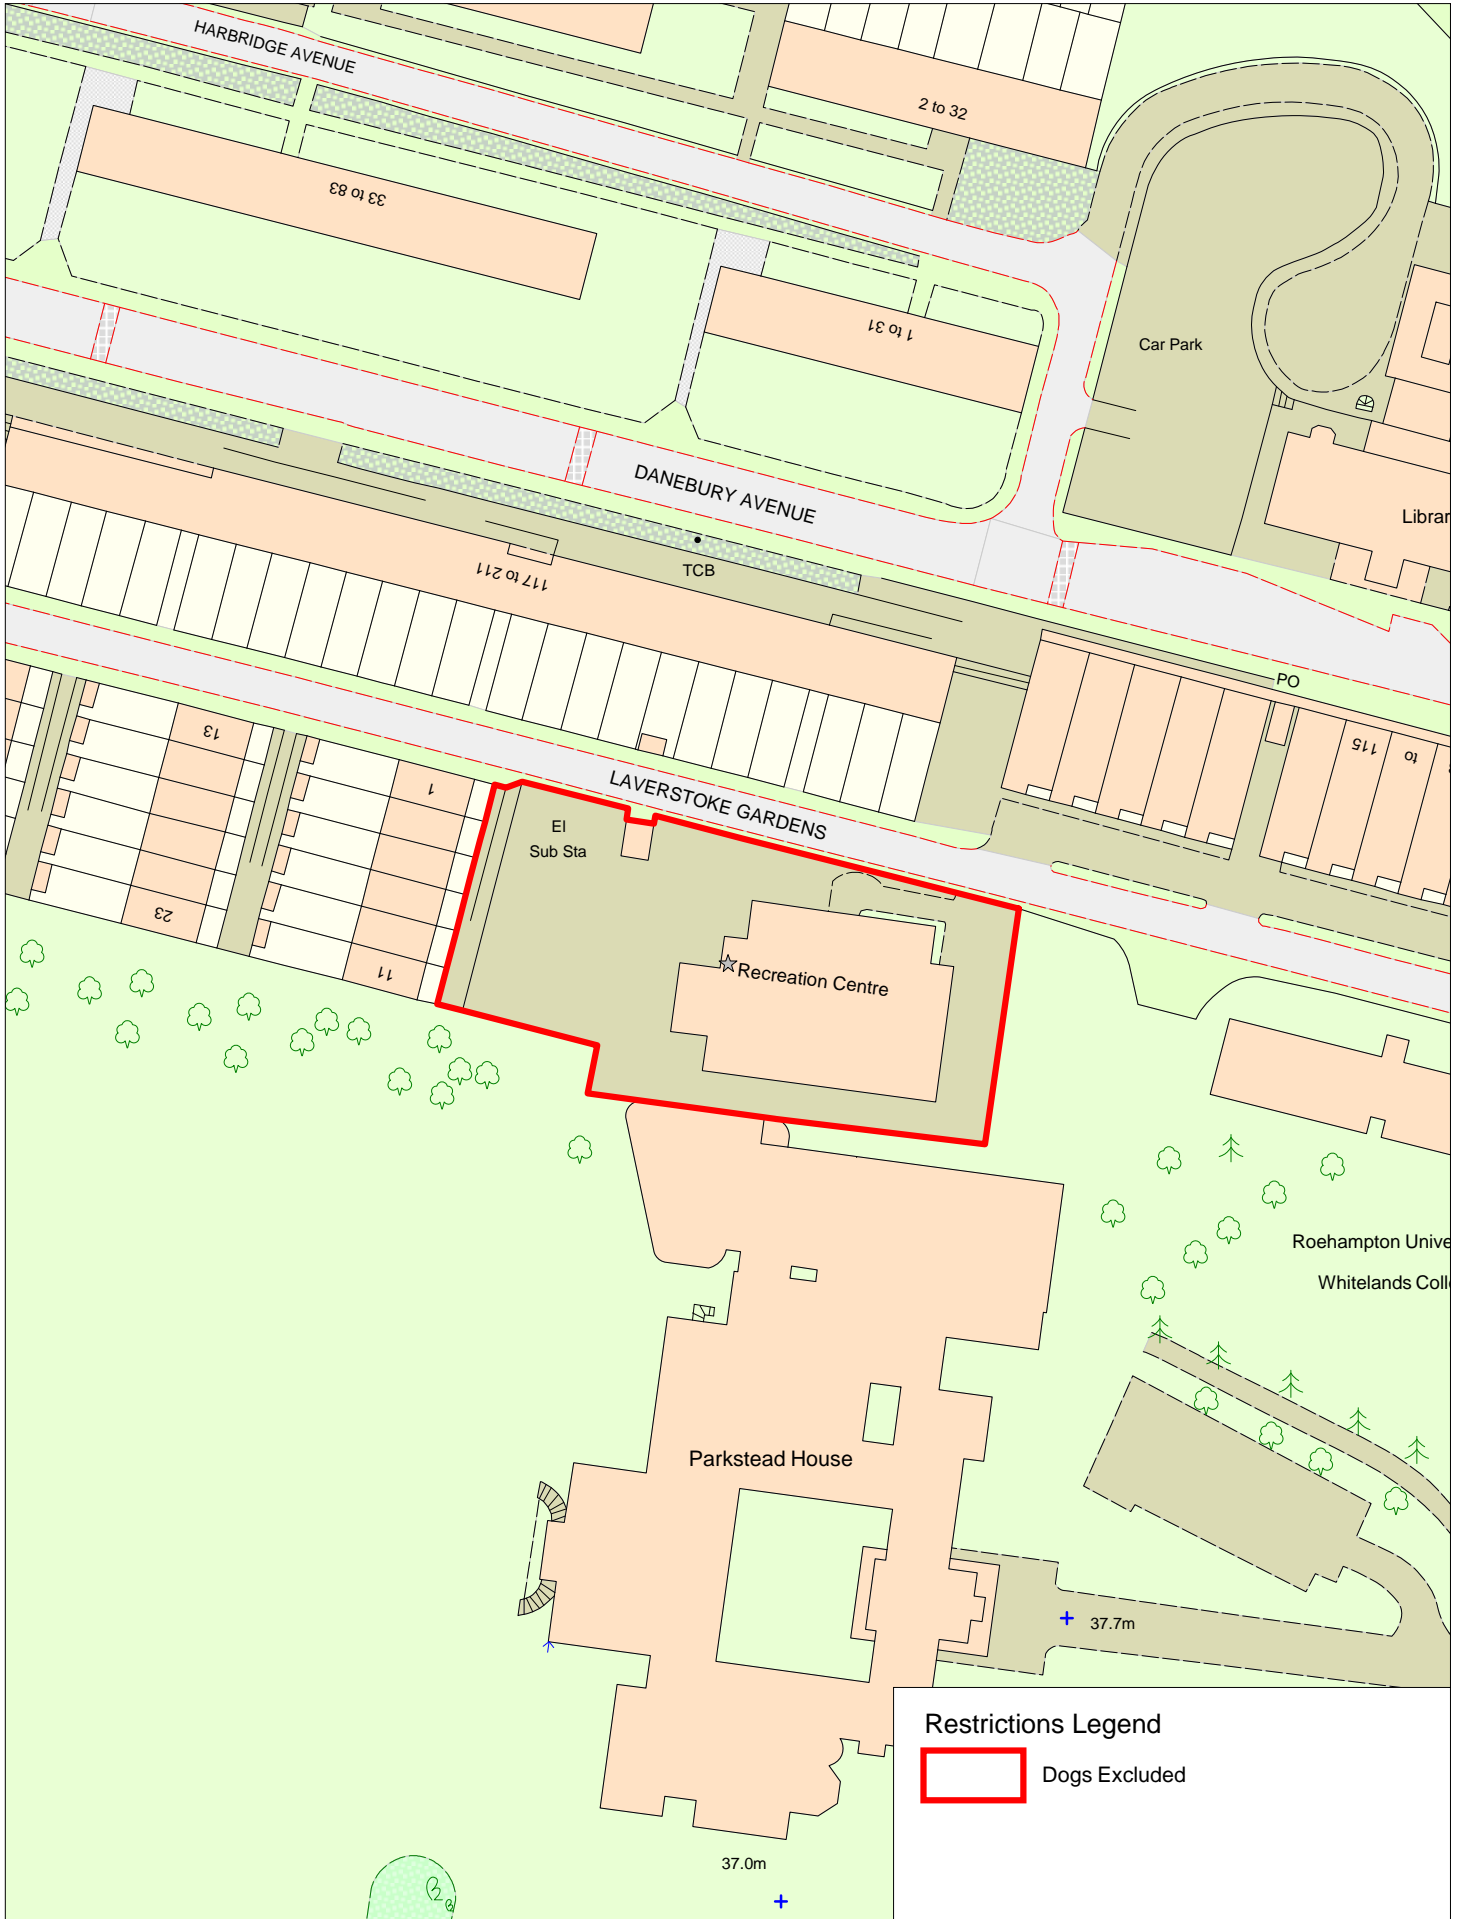 HARBRIDGE AVENUE
2 to 32
33 to 83
1 to 31
Car Park
DANEBURY AVENUE
Librar
TCB
117 to 211
PO
13
115
to
1
LAVERSTOKE GARDENS
El
Sub Sta
23
11
Recreation Centre
Roehampton Unive
Whitelands Coll
Parkstead House
37.7m
Restrictions Legend
Dogs Excluded
37.0m